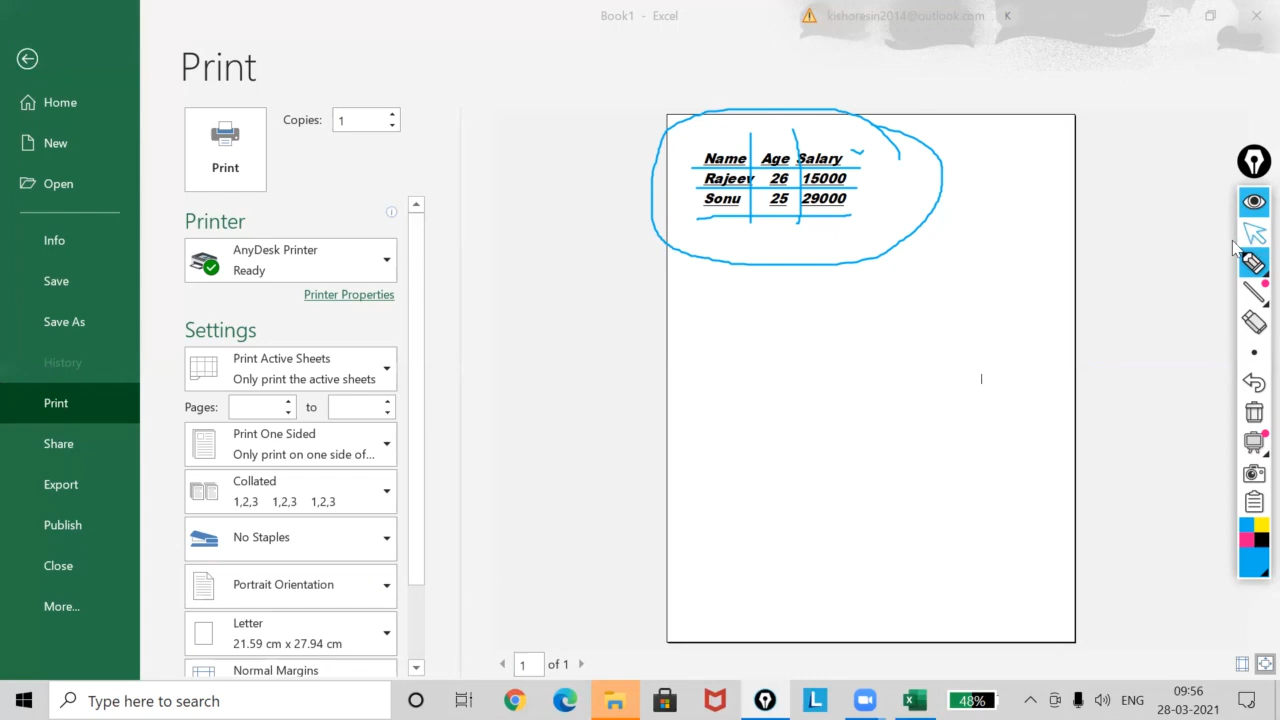 Book1 - Excel
kishoresin2014@outlook.com K
Print
Home
New
Open
Info
Save
Save As
History
Print
Share
Export
Publish
Close
More...
Print
Copies: 1
Printer
AnyDesk Printer
Ready
Printer Properties
Settings
Print Active Sheets
Only print the active sheets
Pages: to
Print One Sided
Only print on one side of...
Collated
1,2,3 1,2,3 1,2,3
No Staples
Portrait Orientation
Letter
21.59 cm x 27.94 cm
Normal Margins
Name Age Salary
Rajeev 26 15000
Sonu 25 29000
1 of 1
Type here to search
L
48%
ENG
09:56
28-03-2021